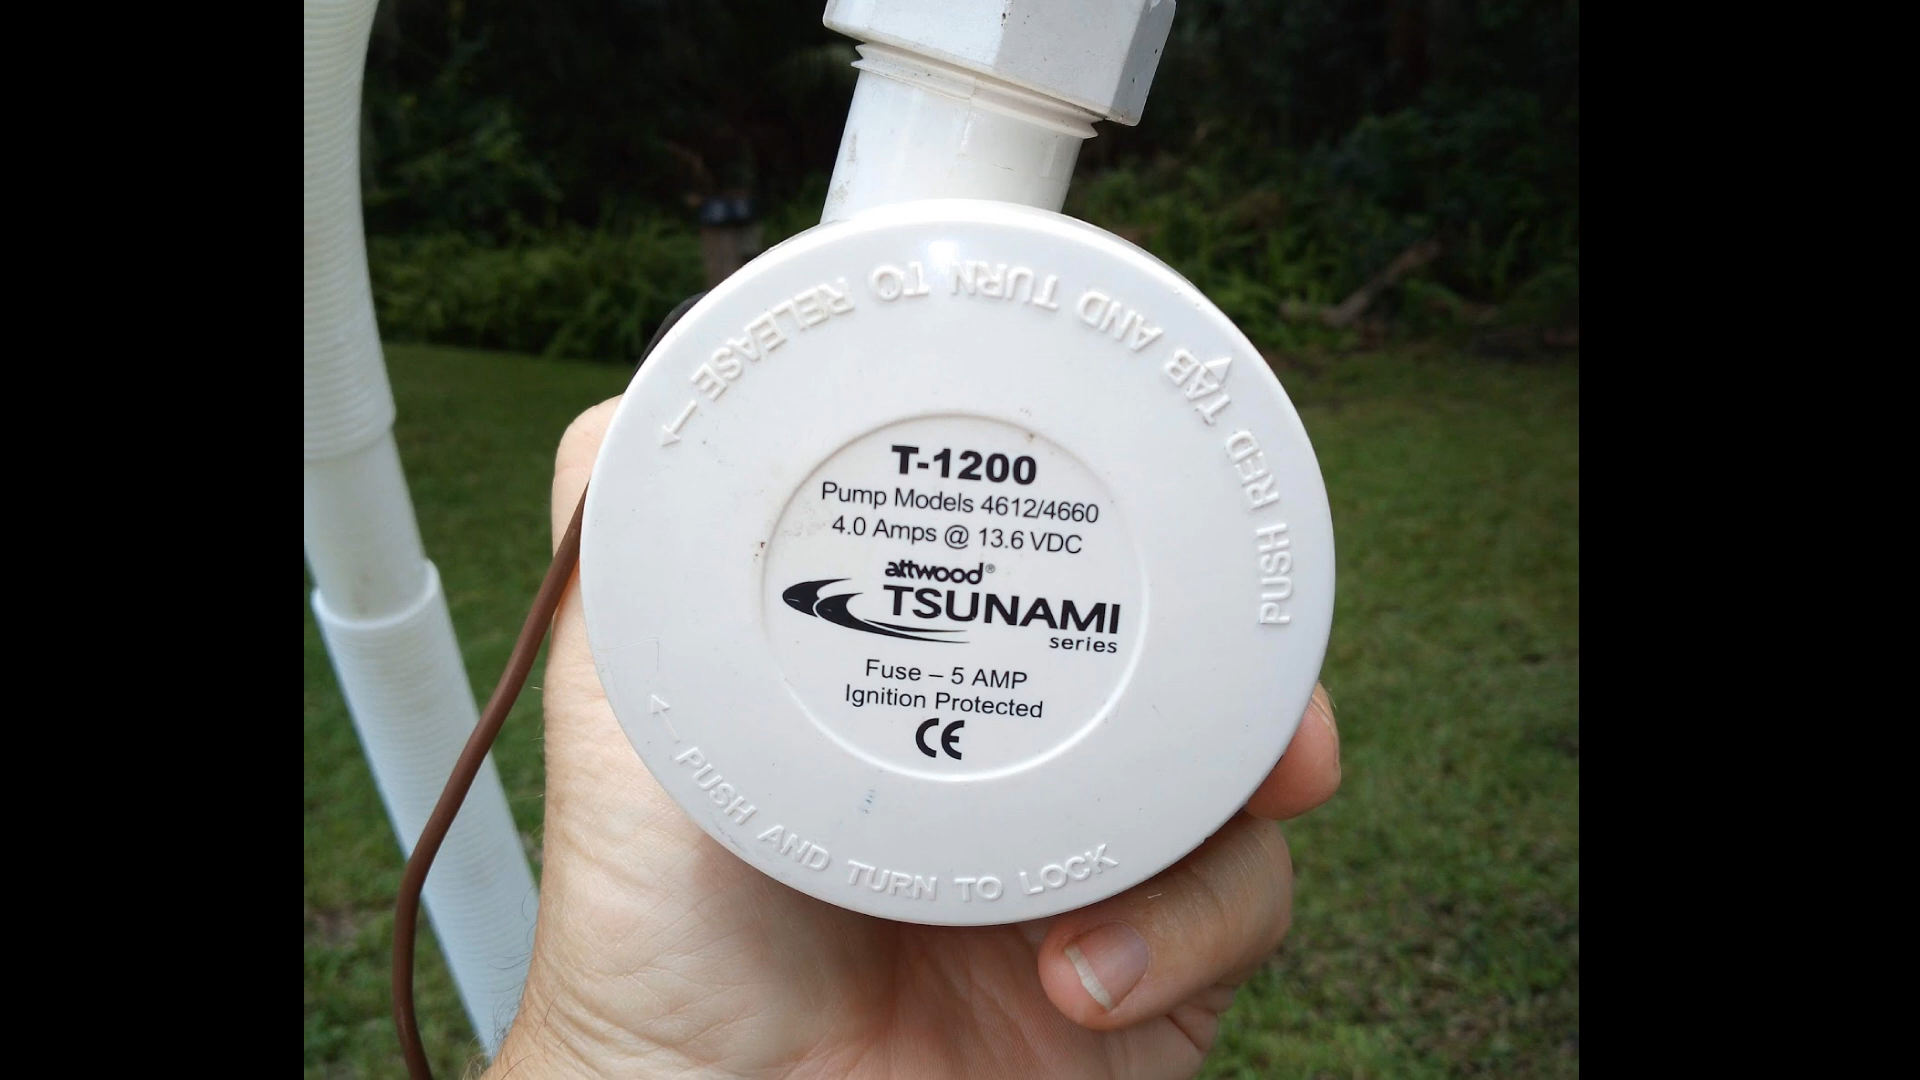 PUSH RED TAB AND TURN TO RELEASE →
T-1200
Pump Models 4612/4660
4.0 Amps @ 13.6 VDC
attwood®
TSUNAMI
series
Fuse – 5 AMP
Ignition Protected
CE
← PUSH AND TURN TO LOCK